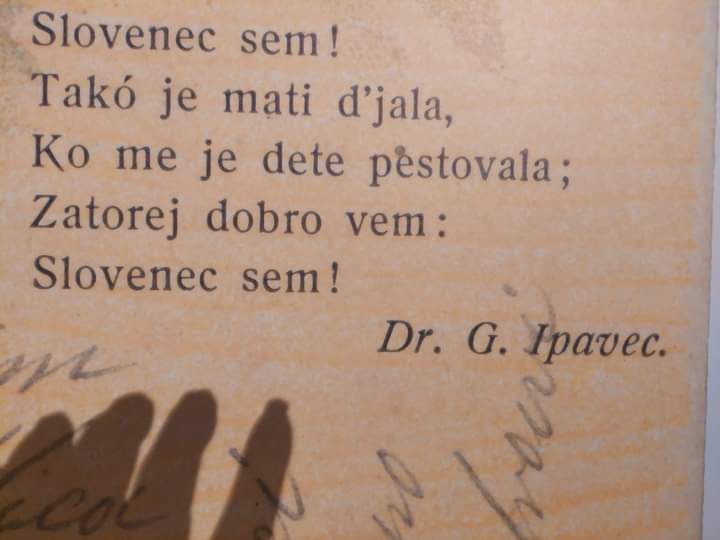 Slovenec sem!
Takó je mati d’jala,
Ko me je dete pestovala;
Zatorej dobro vem:
Slovenec sem!
Dr. G. Ipavec.